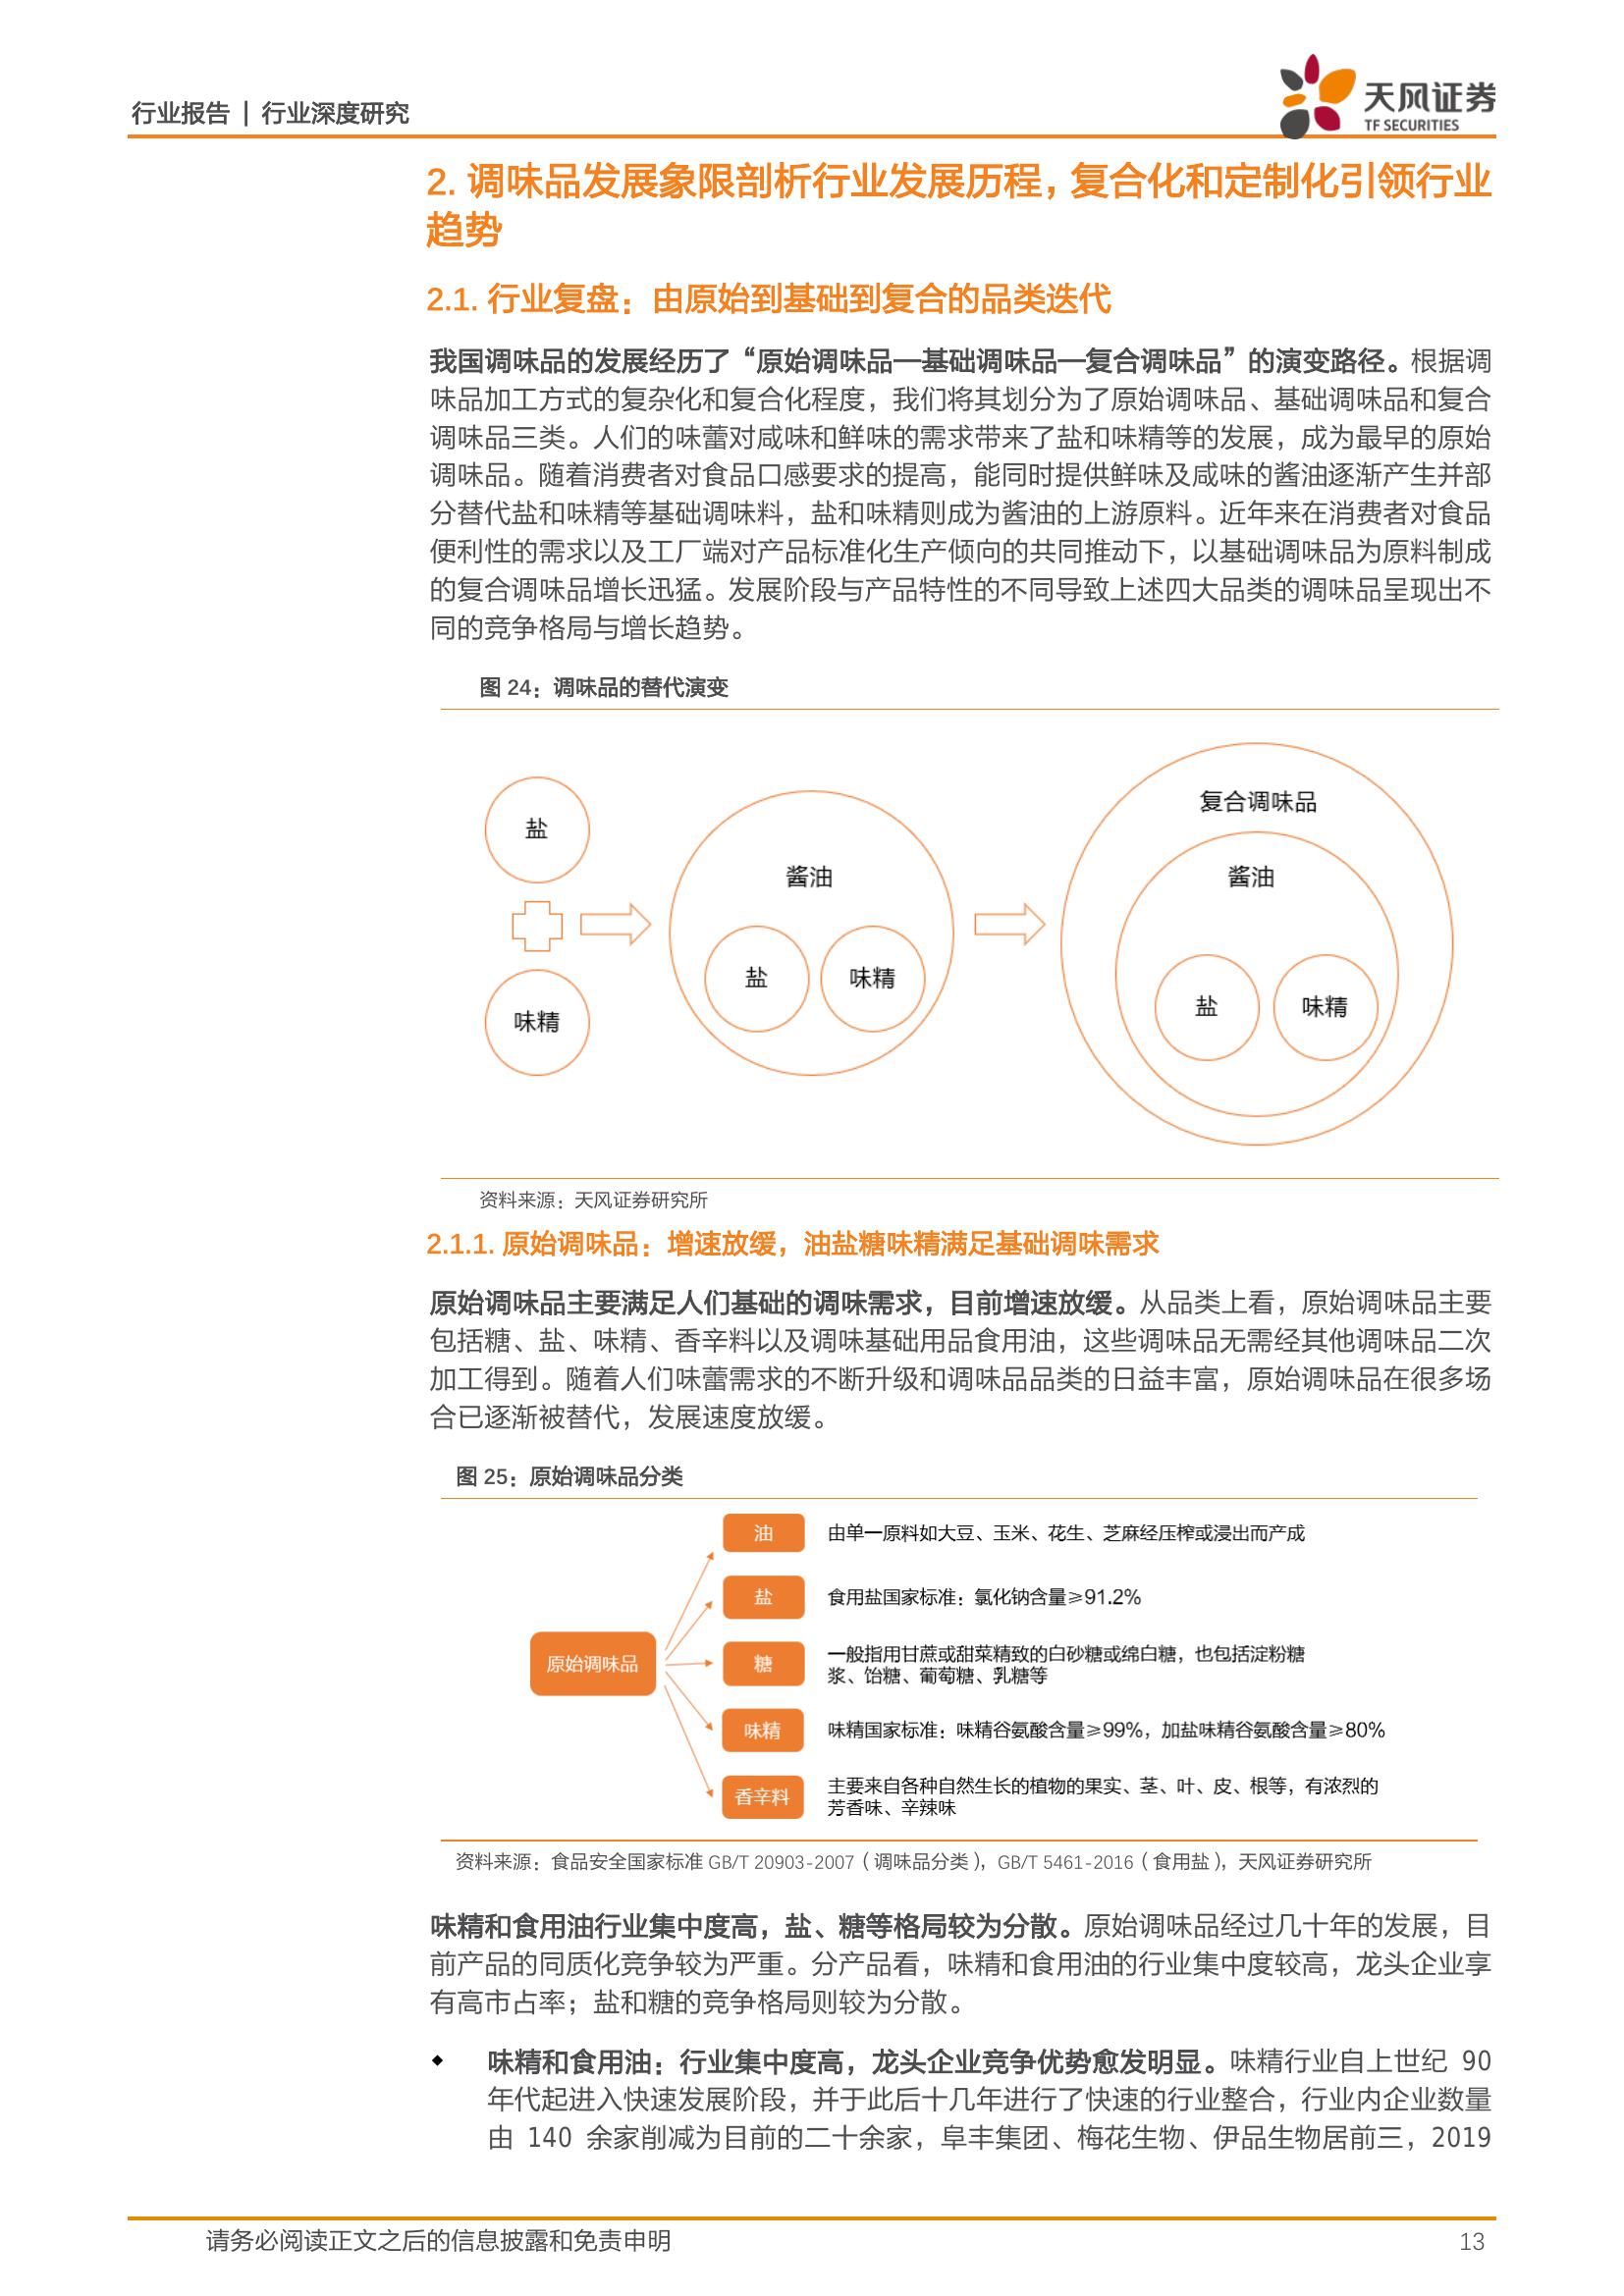 行业报告 | 行业深度研究
天风证券
TF SECURITIES
2. 调味品发展象限剖析行业发展历程，复合化和定制化引领行业
趋势
2.1. 行业复盘：由原始到基础到复合的品类迭代
我国调味品的发展经历了“原始调味品—基础调味品—复合调味品”的演变路径。根据调
味品加工方式的复杂化和复合化程度，我们将其划分为了原始调味品、基础调味品和复合
调味品三类。人们的味蕾对咸味和鲜味的需求带来了盐和味精等的发展，成为最早的原始
调味品。随着消费者对食品口感要求的提高，能同时提供鲜味及咸味的酱油逐渐产生并部
分替代盐和味精等基础调味料，盐和味精则成为酱油的上游原料。近年来在消费者对食品
便利性的需求以及工厂端对产品标准化生产倾向的共同推动下，以基础调味品为原料制成
的复合调味品增长迅猛。发展阶段与产品特性的不同导致上述四大品类的调味品呈现出不
同的竞争格局与增长趋势。
图 24：调味品的替代演变
盐
味精
酱油
盐
味精
复合调味品
酱油
盐
味精
资料来源：天风证券研究所
2.1.1. 原始调味品：增速放缓，油盐糖味精满足基础调味需求
原始调味品主要满足人们基础的调味需求，目前增速放缓。从品类上看，原始调味品主要
包括糖、盐、味精、香辛料以及调味基础用品食用油，这些调味品无需经其他调味品二次
加工得到。随着人们味蕾需求的不断升级和调味品品类的日益丰富，原始调味品在很多场
合已逐渐被替代，发展速度放缓。
图 25：原始调味品分类
原始调味品
油
由单一原料如大豆、玉米、花生、芝麻经压榨或浸出而产成
盐
食用盐国家标准：氯化钠含量≥91.2%
糖
一般指用甘蔗或甜菜精致的白砂糖或绵白糖，也包括淀粉糖
浆、饴糖、葡萄糖、乳糖等
味精
味精国家标准：味精谷氨酸含量≥99%，加盐味精谷氨酸含量≥80%
香辛料
主要来自各种自然生长的植物的果实、茎、叶、皮、根等，有浓烈的
芳香味、辛辣味
资料来源：食品安全国家标准 GB/T 20903-2007（调味品分类），GB/T 5461-2016（食用盐），天风证券研究所
味精和食用油行业集中度高，盐、糖等格局较为分散。原始调味品经过几十年的发展，目
前产品的同质化竞争较为严重。分产品看，味精和食用油的行业集中度较高，龙头企业享
有高市占率；盐和糖的竞争格局则较为分散。
◆ 味精和食用油：行业集中度高，龙头企业竞争优势愈发明显。味精行业自上世纪 90
年代起进入快速发展阶段，并于此后十几年进行了快速的行业整合，行业内企业数量
由 140 余家削减为目前的二十余家，阜丰集团、梅花生物、伊品生物居前三，2019
请务必阅读正文之后的信息披露和免责申明
13